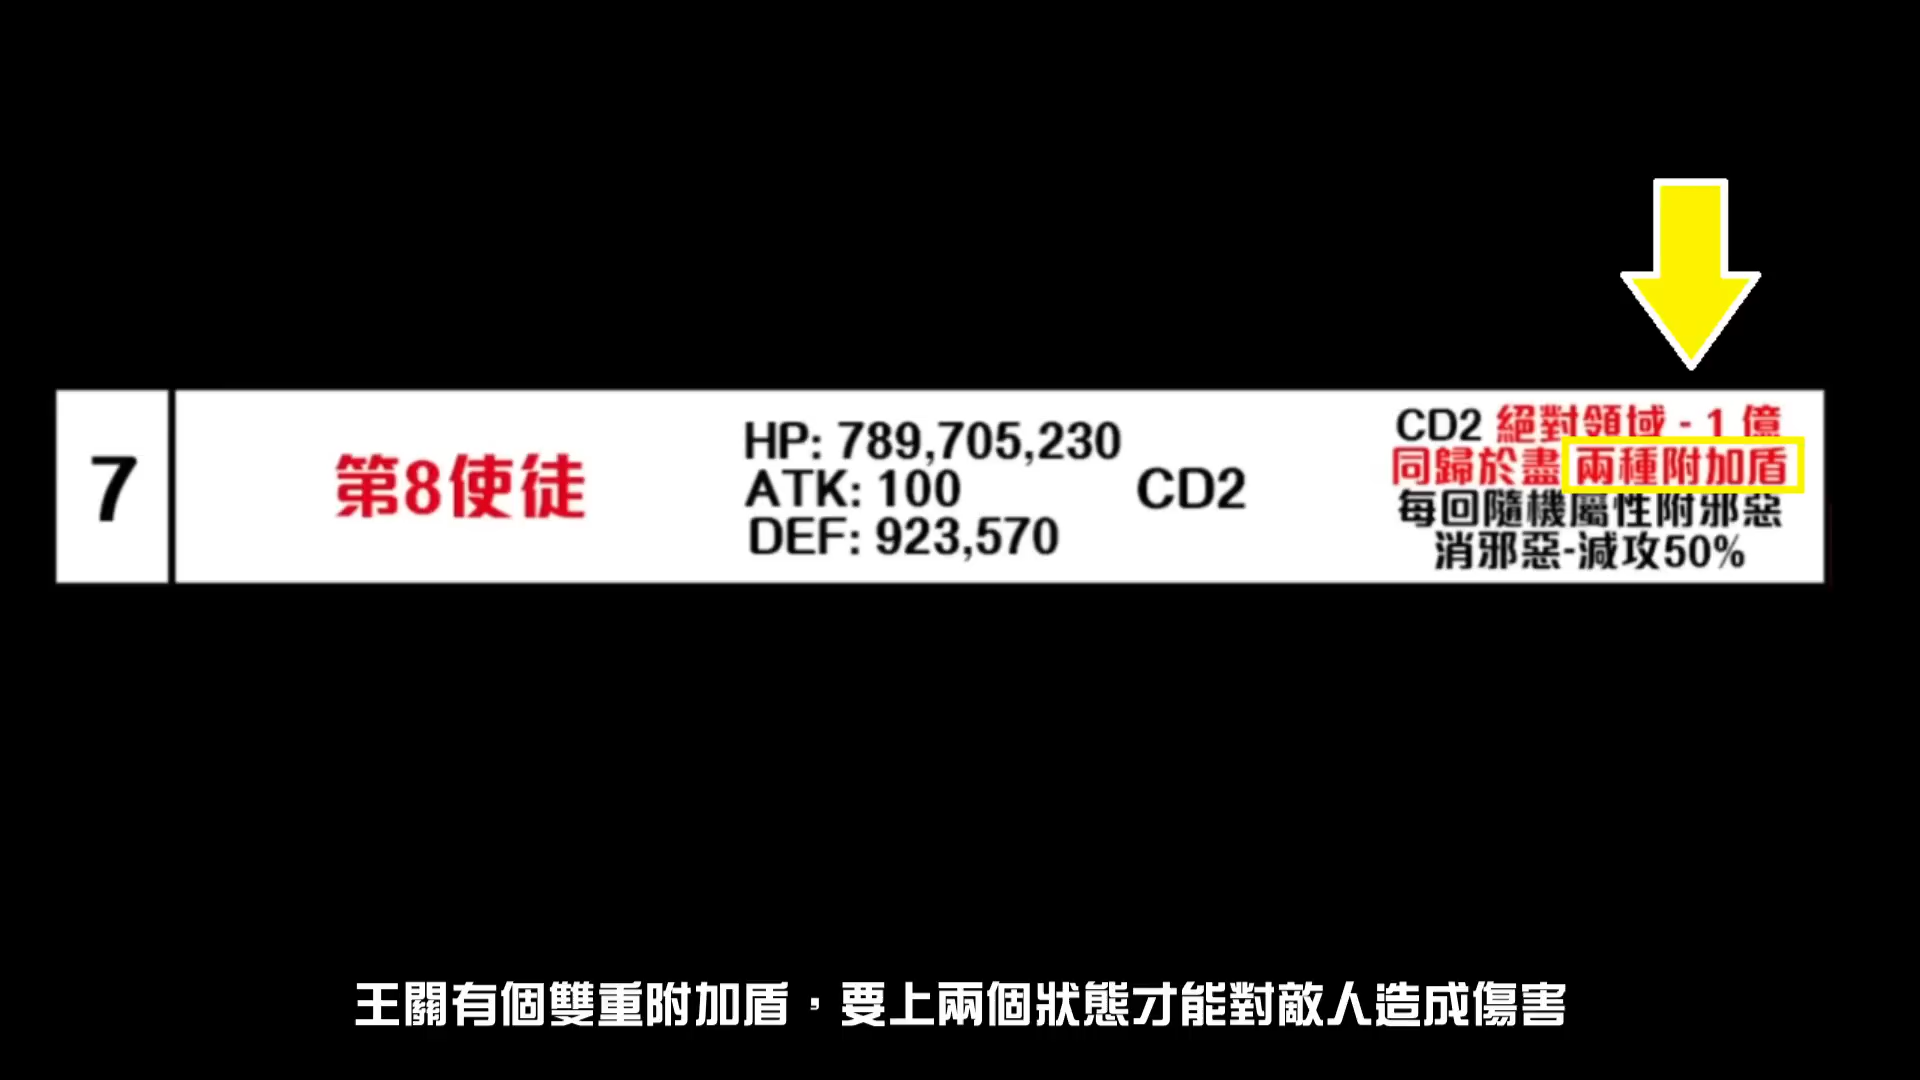 7
第8使徒
HP: 789,705,230
ATK: 100
DEF: 923,570
CD2
CD2 絕對領域 - 1 億
同歸於盡 兩種附加盾
每回隨機屬性附邪惡
消邪惡-減攻50%
王關有個雙重附加盾，要上兩個狀態才能對敵人造成傷害